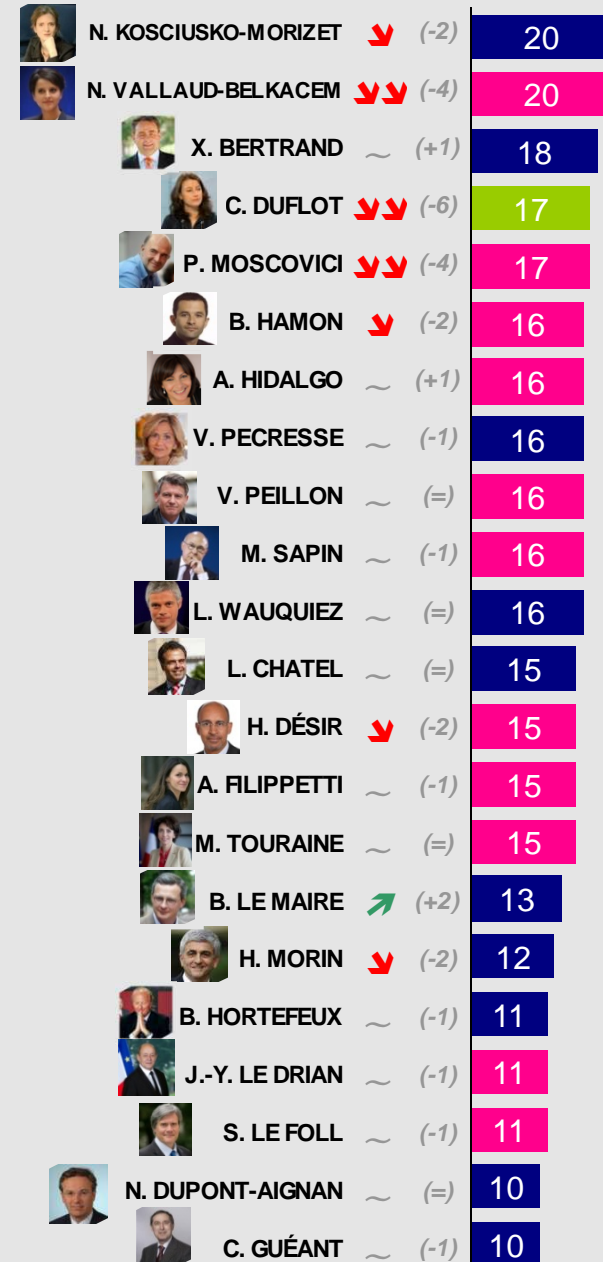 N. KOSCIUSKO-MORIZET (-2) 20
N. VALLAUD-BELKACEM (-4) 20
X. BERTRAND ~ (+1) 18
C. DUFLOT (-6) 17
P. MOSCOVICI (-4) 17
B. HAMON (-2) 16
A. HIDALGO ~ (+1) 16
V. PECRESSE ~ (-1) 16
V. PEILLON ~ (=) 16
M. SAPIN ~ (-1) 16
L. WAUQUIEZ ~ (=) 16
L. CHATEL ~ (=) 15
H. DÉSIR (-2) 15
A. FILIPPETTI ~ (-1) 15
M. TOURAINE ~ (=) 15
B. LE MAIRE (+2) 13
H. MORIN (-2) 12
B. HORTEFEUX ~ (-1) 11
J.-Y. LE DRIAN ~ (-1) 11
S. LE FOLL ~ (-1) 11
N. DUPONT-AIGNAN ~ (=) 10
C. GUÉANT ~ (-1) 10